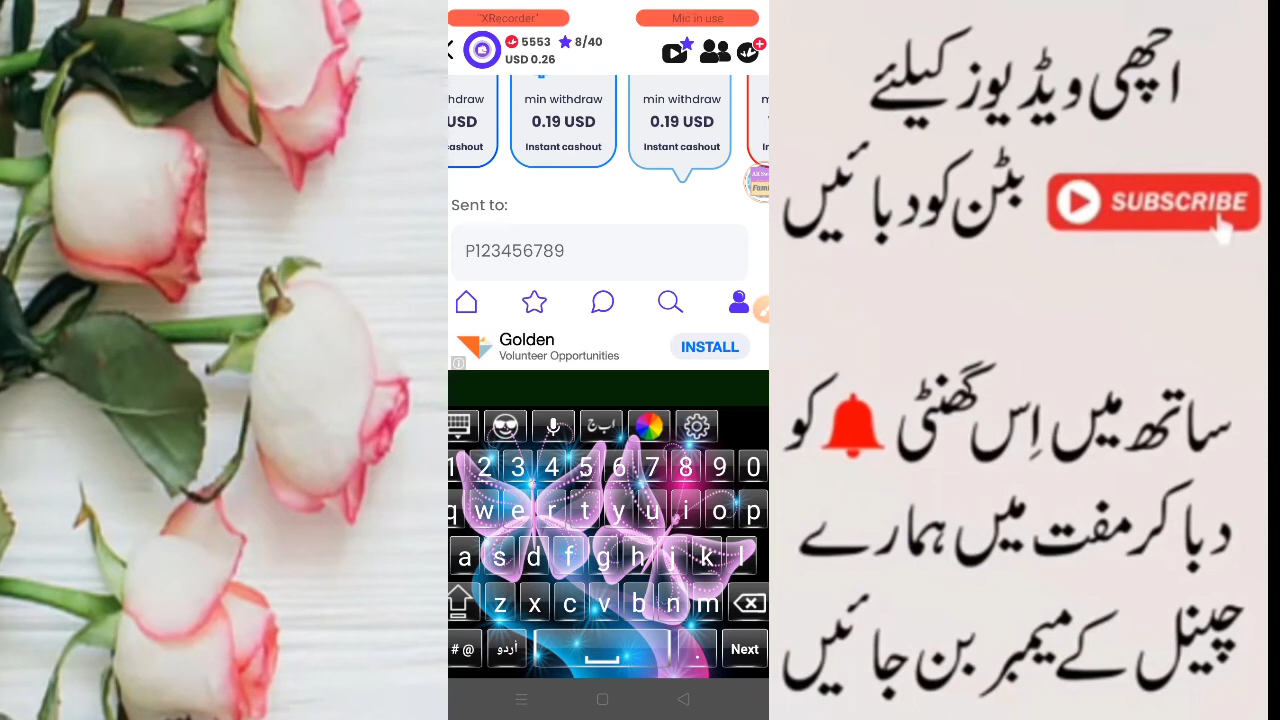 "XRecorder"
Mic in use
5553
8/40
USD 0.26
hdraw
min withdraw
min withdraw
USD
0.19 USD
0.19 USD
cashout
Instant cashout
Instant cashout
Sent to:
P123456789
Golden
Volunteer Opportunities
INSTALL
ا ب ج
1 2 3 4 5 6 7 8 9 0
q w e r t y u i o p
a s d f g h j k l
z x c v b n m
# @
اُردو
.
Next
اچھی ویڈیوز کیلئے
بٹن کو دبائیں SUBSCRIBE
ساتھ میں اِس گھنٹی کو
دبا کر مفت میں ہمارے
چینل کے میمبر بن جائیں